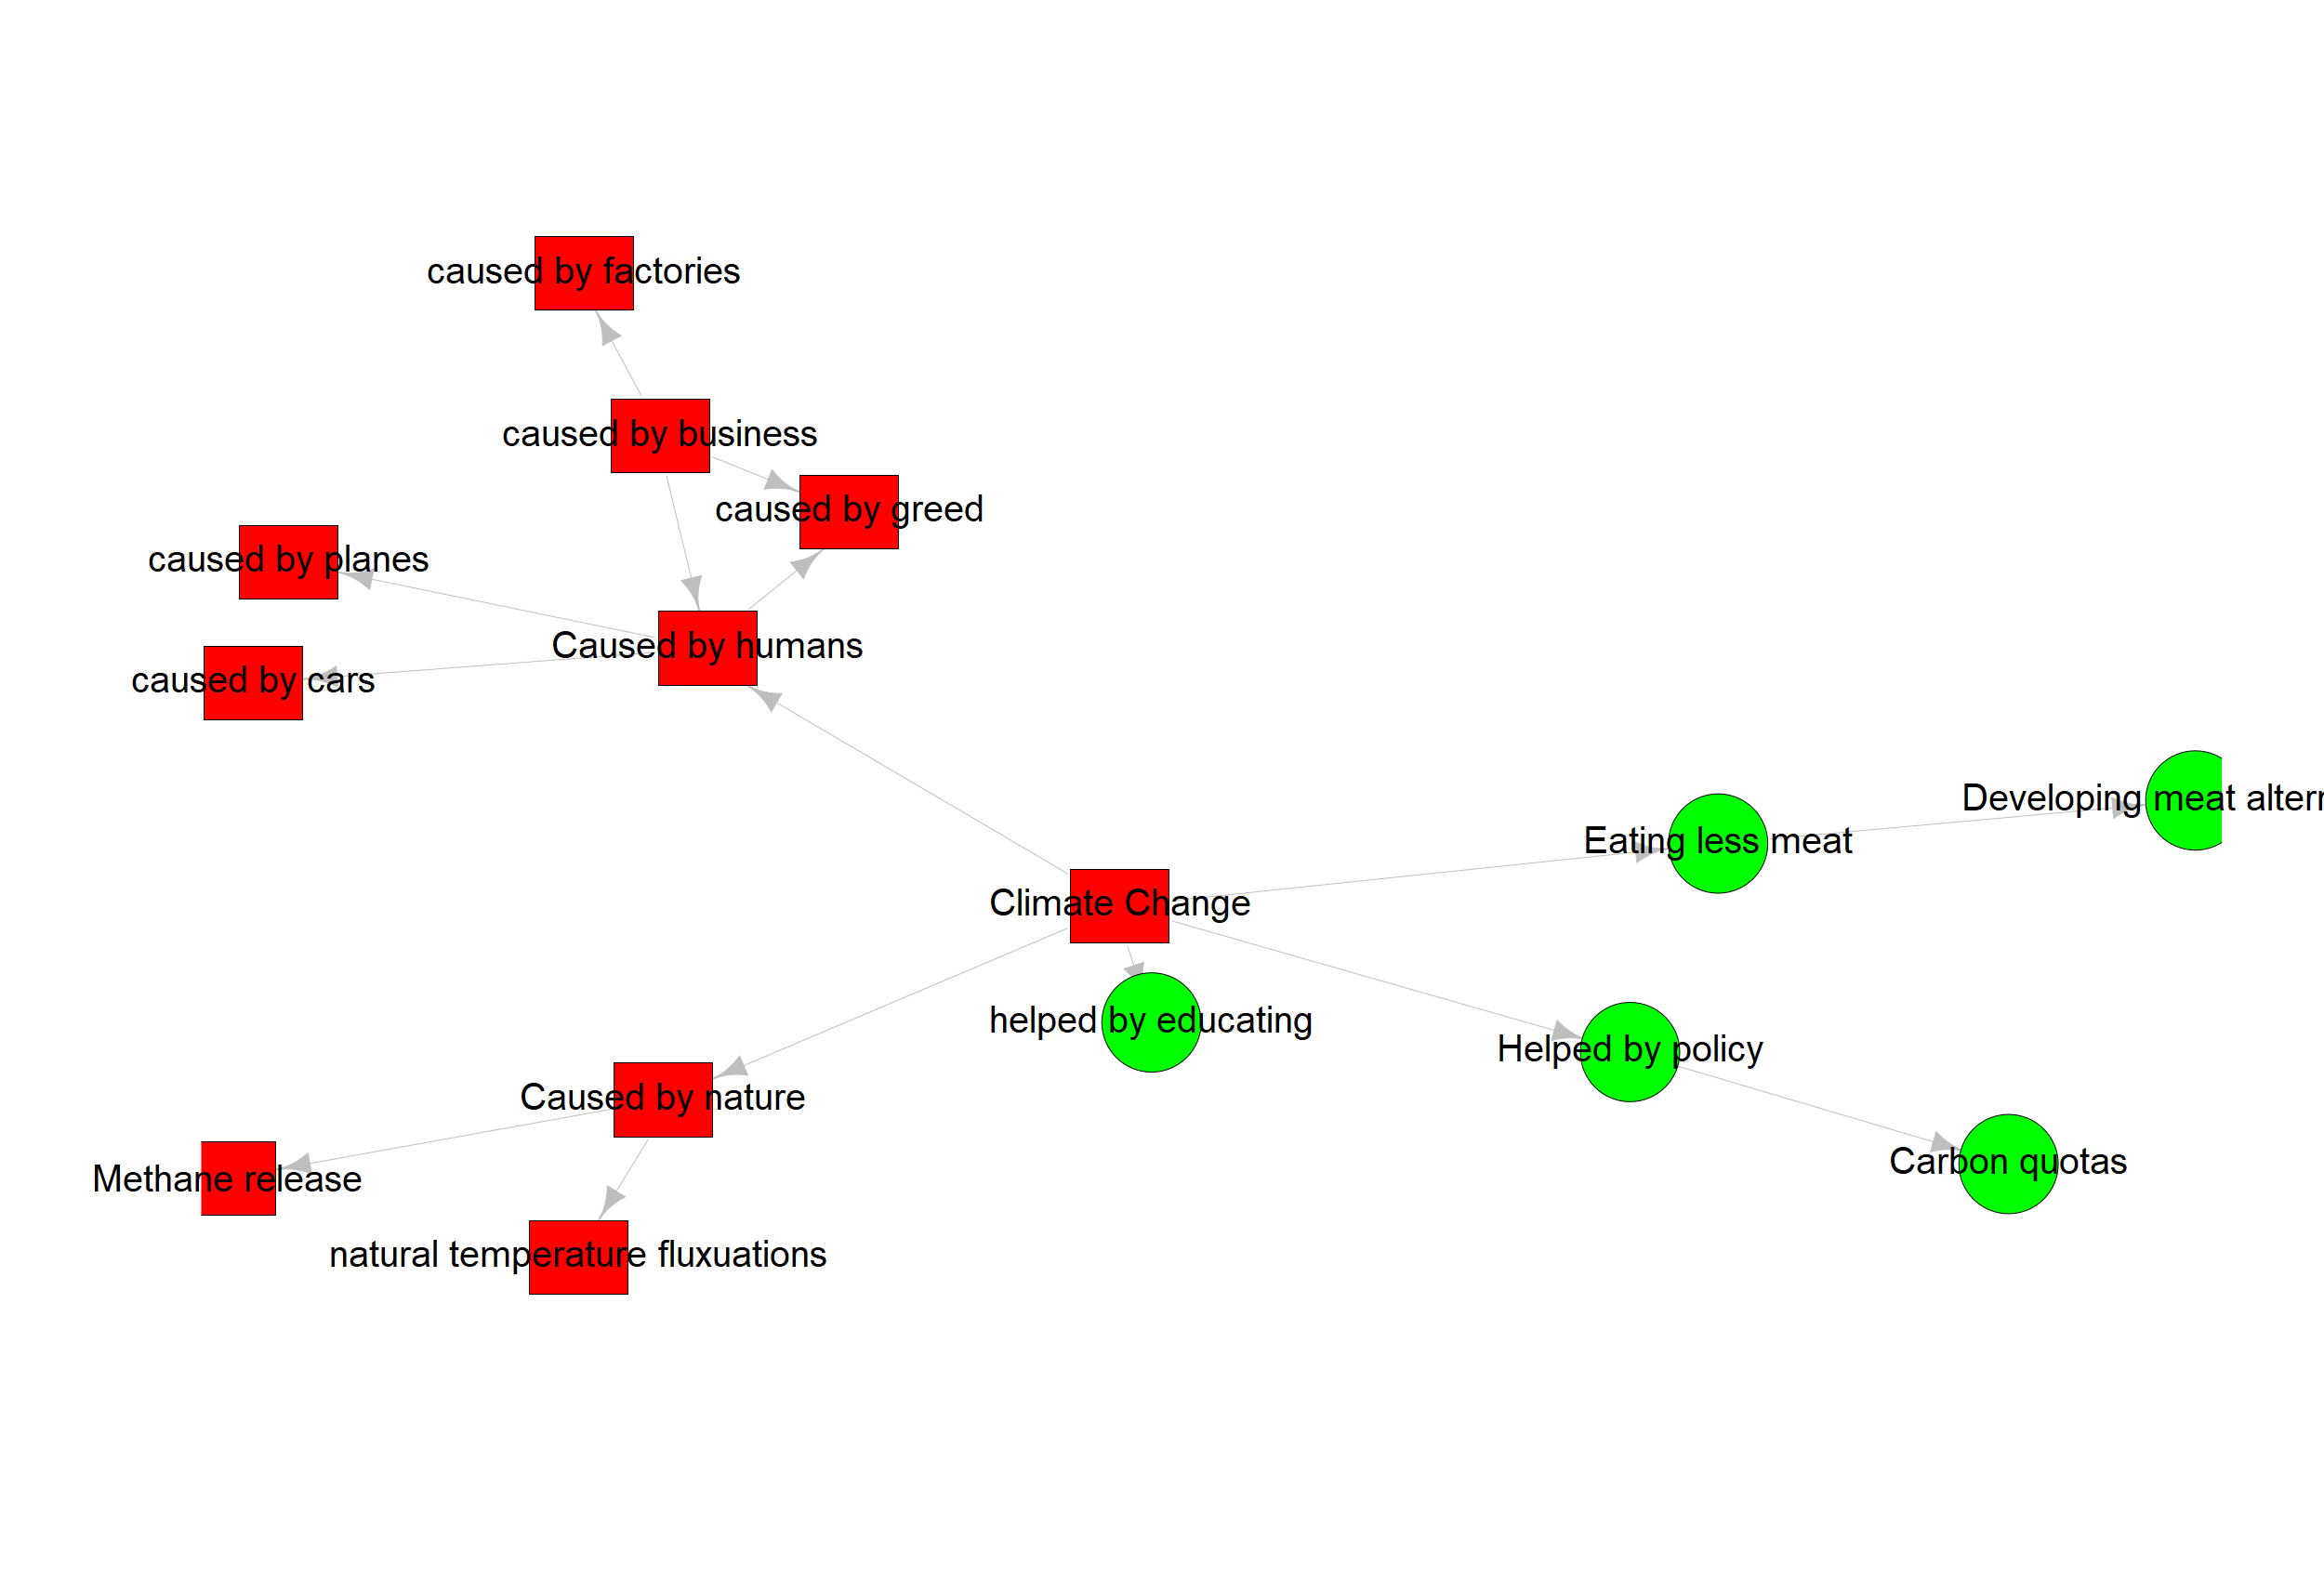 caused by factories
caused by business
caused by greed
caused by planes
Caused by humans
caused by cars
Developing meat altern
Eating less meat
Climate Change
helped by educating
Helped by policy
Caused by nature
Carbon quotas
Methane release
natural temperature fluxuations